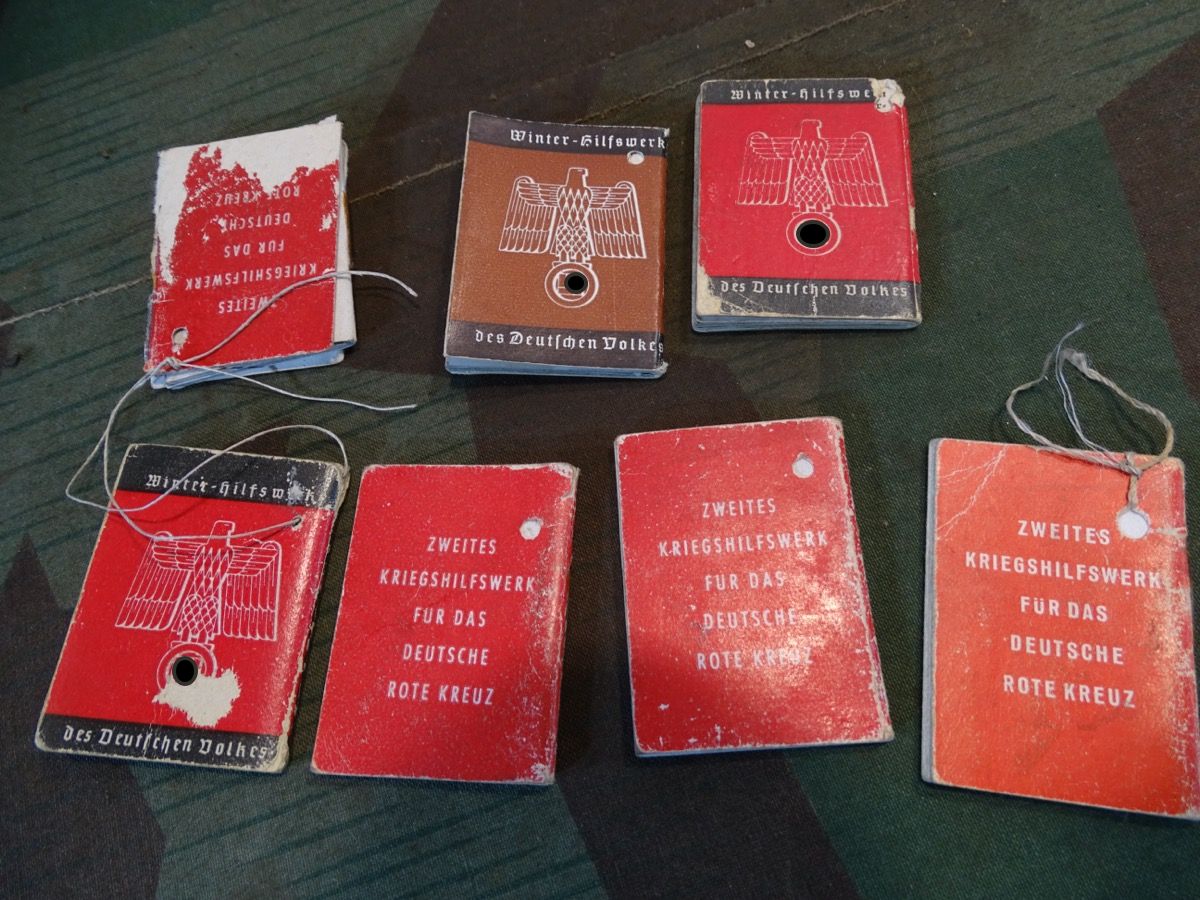 ZWEITES
KRIEGSHILFSWERK
FÜR DAS
DEUTSCHE
ROTE KREUZ
Winter-Hilfswerk
des Deutſchen Volkes
Winter-Hilfswe
des Deutſchen Volkes
Winter-Hilfswerk
des Deutſchen Volkes
ZWEITES
KRIEGSHILFSWERK
FÜR DAS
DEUTSCHE
ROTE KREUZ
ZWEITES
KRIEGSHILFSWERK
FÜR DAS
DEUTSCHE
ROTE KREUZ
ZWEITES
KRIEGSHILFSWERK
FÜR DAS
DEUTSCHE
ROTE KREUZ